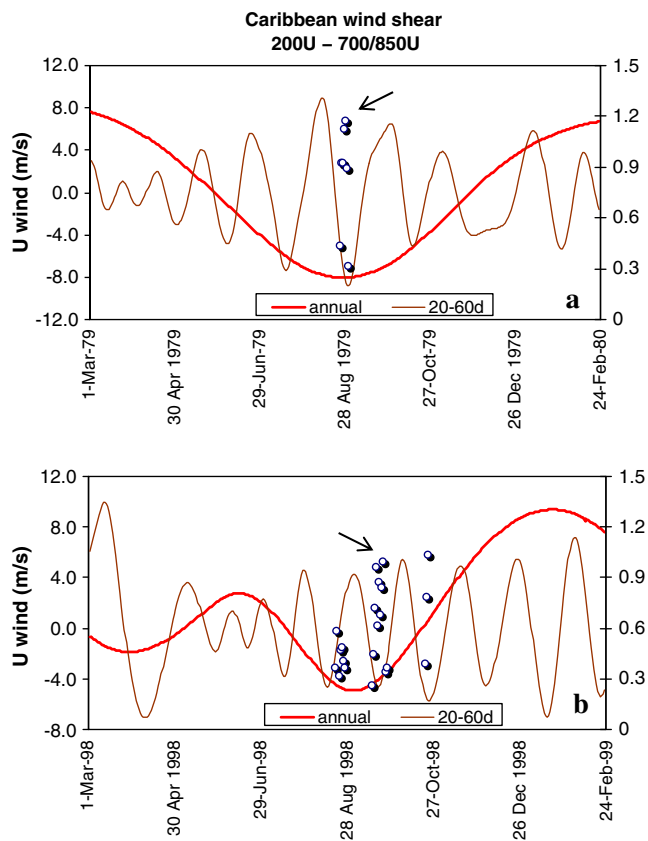 Caribbean wind shear
200U – 700/850U
12.0
8.0
4.0
0.0
-4.0
-8.0
-12.0
U wind (m/s)
1.5
1.2
0.9
0.6
0.3
0
annual
20-60d
a
1-Mar-79
30 Apr 1979
29-Jun-79
28 Aug 1979
27-Oct-79
26 Dec 1979
24-Feb-80
12.0
8.0
4.0
0.0
-4.0
-8.0
U wind (m/s)
1.5
1.2
0.9
0.6
0.3
0
annual
20-60d
b
1-Mar-98
30 Apr 1998
29-Jun-98
28 Aug 1998
27-Oct-98
26 Dec 1998
24-Feb-99